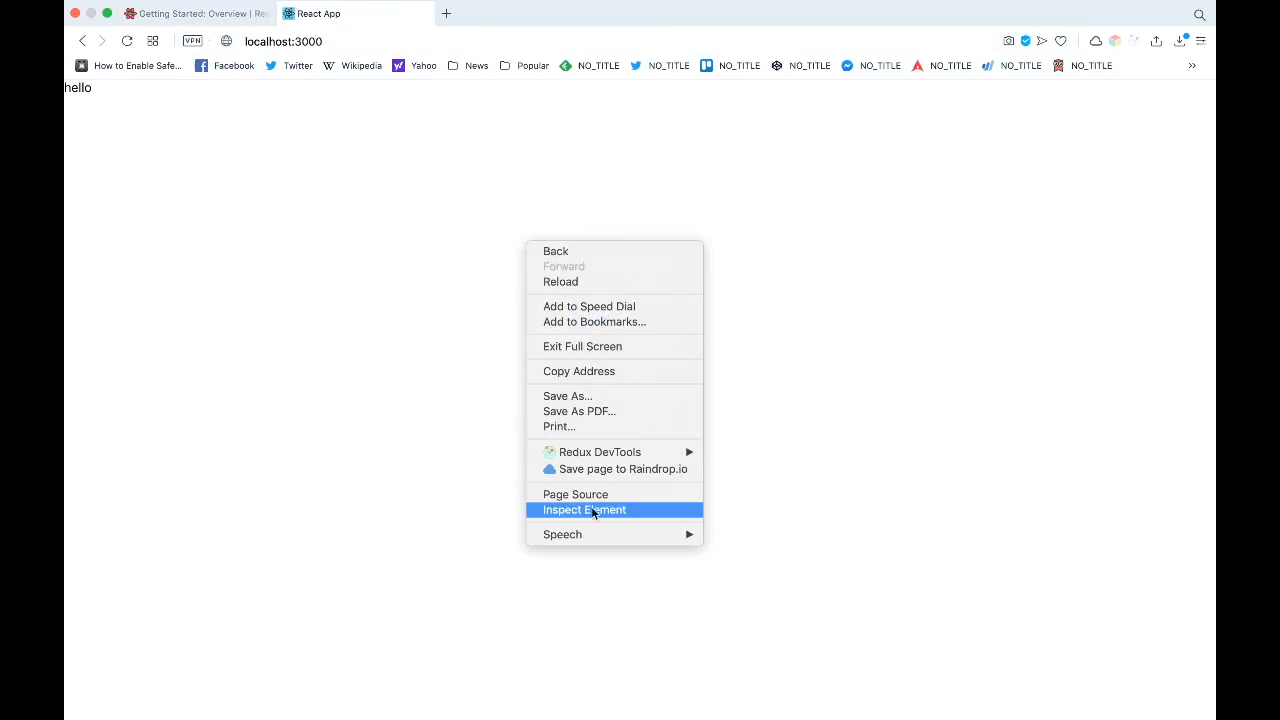 Getting Started: Overview | Rea
React App
VPN
localhost:3000
How to Enable Safe...
Facebook
Twitter
Wikipedia
Yahoo
News
Popular
NO_TITLE
NO_TITLE
NO_TITLE
NO_TITLE
NO_TITLE
NO_TITLE
NO_TITLE
NO_TITLE
hello
Back
Forward
Reload
Add to Speed Dial
Add to Bookmarks...
Exit Full Screen
Copy Address
Save As...
Save As PDF...
Print...
Redux DevTools
Save page to Raindrop.io
Page Source
Inspect Element
Speech